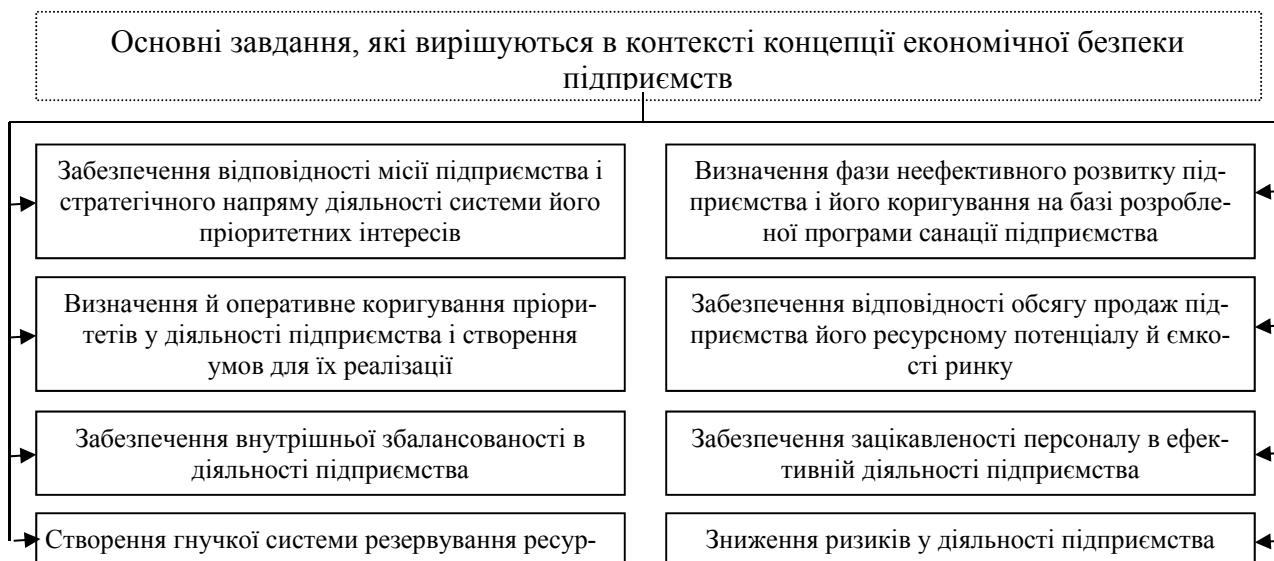 Основні завдання, які вирішуються в контексті концепції економічної безпеки
підприємств
Забезпечення відповідності місії підприємства і
стратегічного напряму діяльності системи його
пріоритетних інтересів
Визначення фази неефективного розвитку під-
приємства і його коригування на базі розробле-
ної програми санації підприємства
Визначення й оперативне коригування пріори-
тетів у діяльності підприємства і створення
умов для їх реалізації
Забезпечення відповідності обсягу продаж під-
приємства його ресурсному потенціалу й ємко-
сті ринку
Забезпечення внутрішньої збалансованості в
діяльності підприємства
Забезпечення зацікавленості персоналу в ефек-
тивній діяльності підприємства
Створення гнучкої системи резервування ресур-
Зниження ризиків у діяльності підприємства